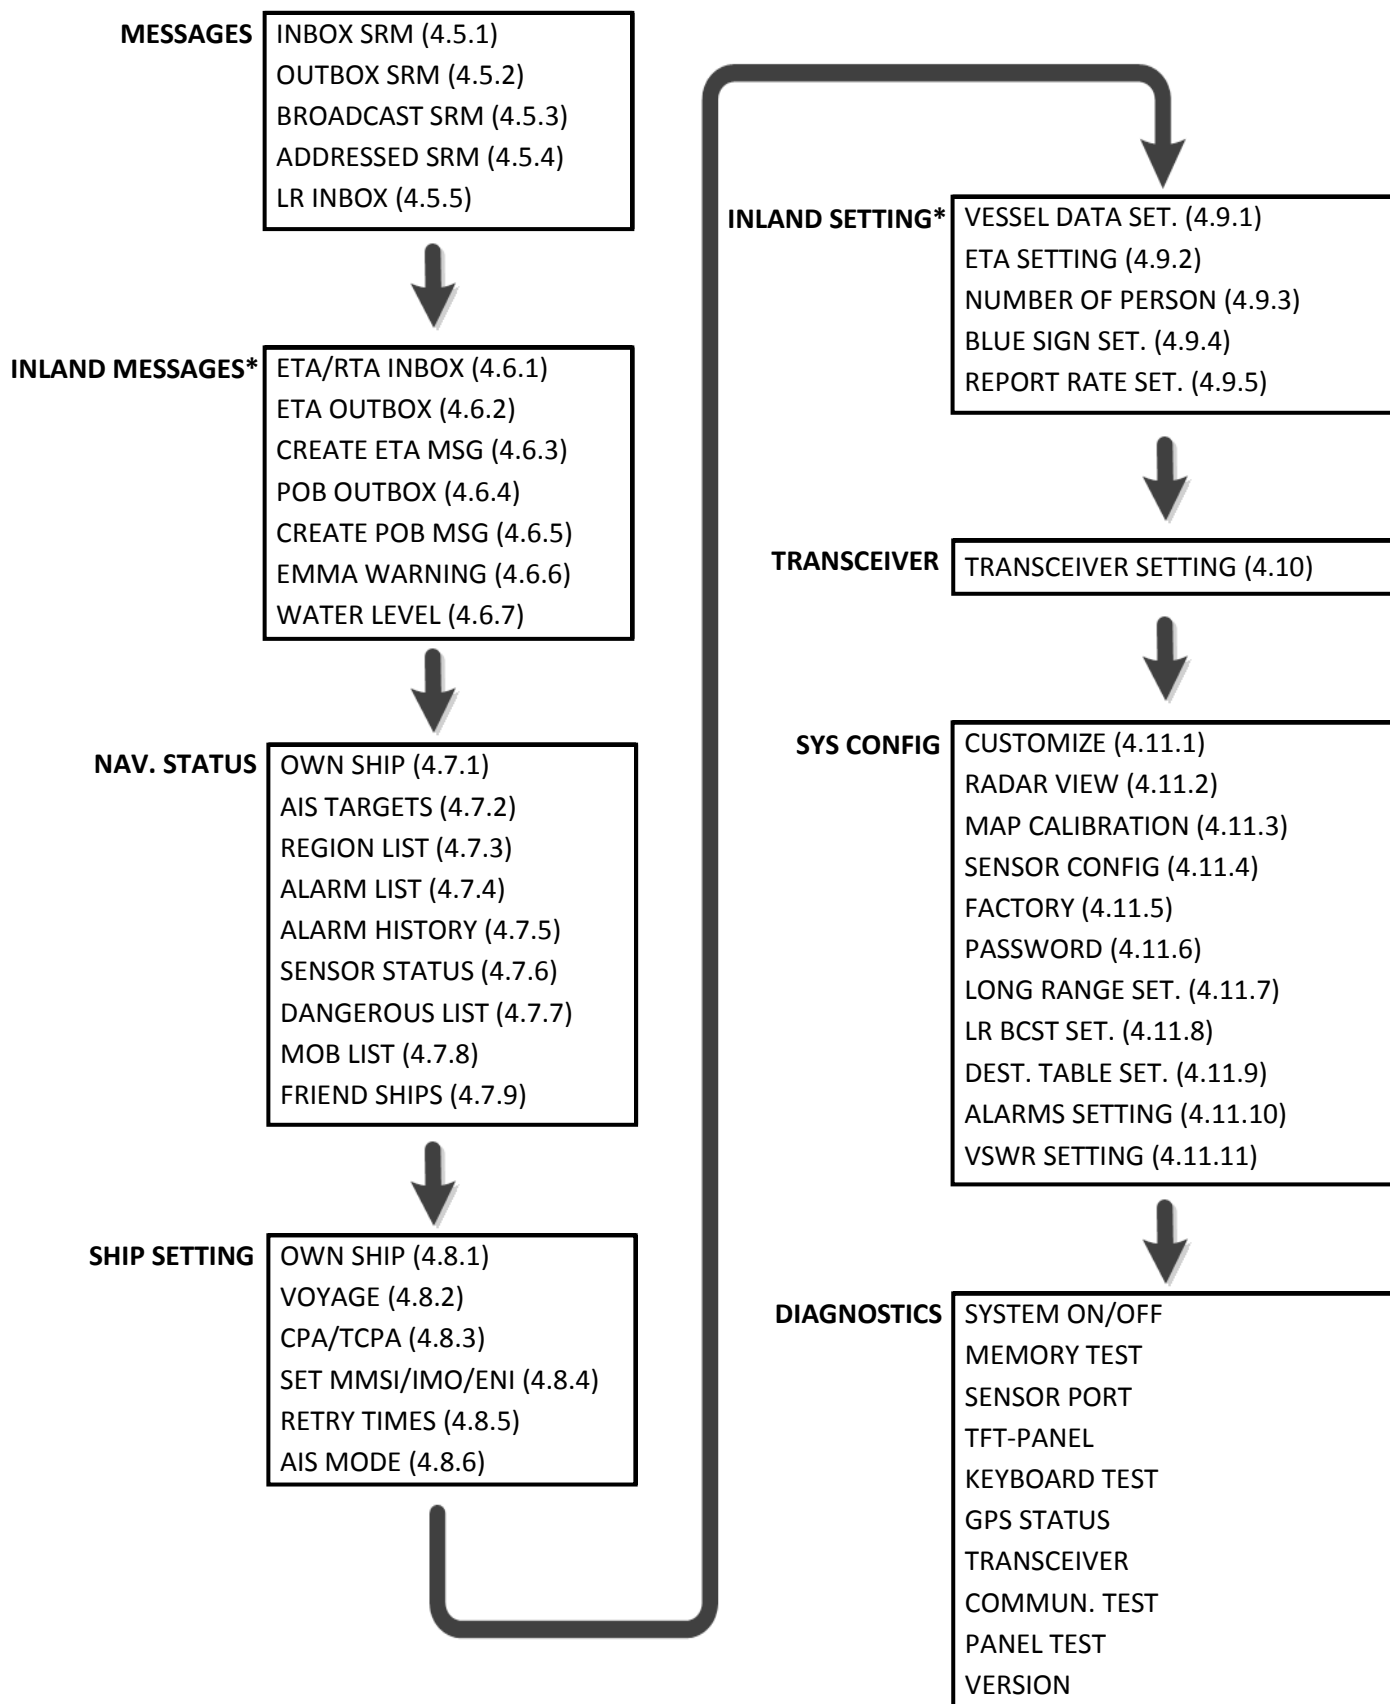 MESSAGES
INBOX SRM (4.5.1)
OUTBOX SRM (4.5.2)
BROADCAST SRM (4.5.3)
ADDRESSED SRM (4.5.4)
LR INBOX (4.5.5)
INLAND MESSAGES*
ETA/RTA INBOX (4.6.1)
ETA OUTBOX (4.6.2)
CREATE ETA MSG (4.6.3)
POB OUTBOX (4.6.4)
CREATE POB MSG (4.6.5)
EMMA WARNING (4.6.6)
WATER LEVEL (4.6.7)
NAV. STATUS
OWN SHIP (4.7.1)
AIS TARGETS (4.7.2)
REGION LIST (4.7.3)
ALARM LIST (4.7.4)
ALARM HISTORY (4.7.5)
SENSOR STATUS (4.7.6)
DANGEROUS LIST (4.7.7)
MOB LIST (4.7.8)
FRIEND SHIPS (4.7.9)
SHIP SETTING
OWN SHIP (4.8.1)
VOYAGE (4.8.2)
CPA/TCPA (4.8.3)
SET MMSI/IMO/ENI (4.8.4)
RETRY TIMES (4.8.5)
AIS MODE (4.8.6)
INLAND SETTING*
VESSEL DATA SET. (4.9.1)
ETA SETTING (4.9.2)
NUMBER OF PERSON (4.9.3)
BLUE SIGN SET. (4.9.4)
REPORT RATE SET. (4.9.5)
TRANSCEIVER
TRANSCEIVER SETTING (4.10)
SYS CONFIG
CUSTOMIZE (4.11.1)
RADAR VIEW (4.11.2)
MAP CALIBRATION (4.11.3)
SENSOR CONFIG (4.11.4)
FACTORY (4.11.5)
PASSWORD (4.11.6)
LONG RANGE SET. (4.11.7)
LR BCST SET. (4.11.8)
DEST. TABLE SET. (4.11.9)
ALARMS SETTING (4.11.10)
VSWR SETTING (4.11.11)
DIAGNOSTICS
SYSTEM ON/OFF
MEMORY TEST
SENSOR PORT
TFT-PANEL
KEYBOARD TEST
GPS STATUS
TRANSCEIVER
COMMUN. TEST
PANEL TEST
VERSION